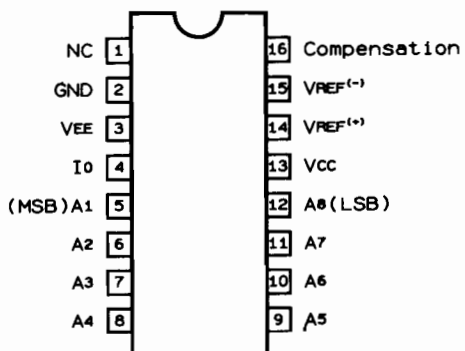 NC 1 16 Compensation
GND 2 15 VREF(-)
VEE 3 14 VREF(+)
IO 4 13 VCC
(MSB)A1 5 12 A8(LSB)
A2 6 11 A7
A3 7 10 A6
A4 8 9 A5